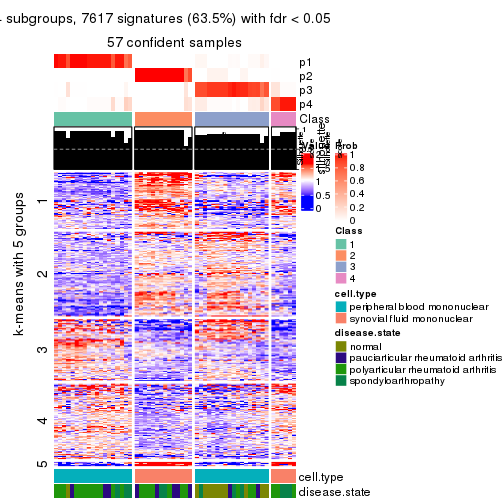 subgroups, 7617 signatures (63.5%) with fdr < 0.05
57 confident samples
p1
p2
p3
p4
Class
Value
Prob
1
0.5
0
1
0.8
0.6
0.4
0.2
0
Class
1
2
3
4
cell.type
peripheral blood mononuclear
synovial fluid mononuclear
disease.state
normal
pauciarticular rheumatoid arthritis
polyarticular rheumatoid arthritis
spondyloarthropathy
k-means with 5 groups
1
2
3
4
5
cell.type
disease.state